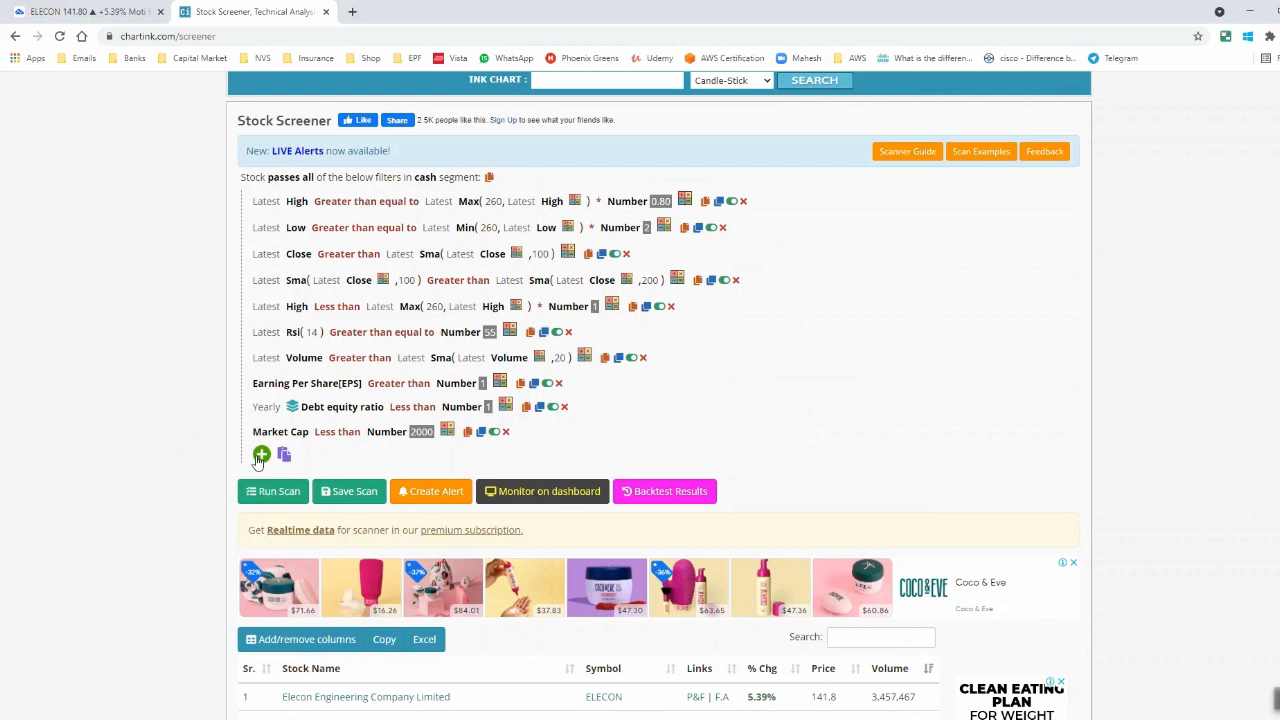 ELECON 141.80 ▲ +5.39% Moti
Stock Screener, Technical Analys
chartink.com/screener
Apps Emails Banks Capital Market NVS Insurance Shop EPF Vista WhatsApp Phoenix Greens Udemy AWS Certification Mahesh AWS What is the differen... cisco - Difference b... Telegram
INK CHART : Candle-Stick SEARCH
Stock Screener Like Share 2.5K people like this. Sign Up to see what your friends like.
New: LIVE Alerts now available! Scanner Guide Scan Examples Feedback
Stock passes all of the below filters in cash segment:
Latest High Greater than equal to Latest Max( 260, Latest High ) * Number 0.80
Latest Low Greater than equal to Latest Min( 260, Latest Low ) * Number 2
Latest Close Greater than Latest Sma( Latest Close ,100 )
Latest Sma( Latest Close ,100 ) Greater than Latest Sma( Latest Close ,200 )
Latest High Less than Latest Max( 260, Latest High ) * Number 1
Latest Rsi( 14 ) Greater than equal to Number 55
Latest Volume Greater than Latest Sma( Latest Volume ,20 )
Earning Per Share[EPS] Greater than Number 1
Yearly Debt equity ratio Less than Number 1
Market Cap Less than Number 2000
Run Scan Save Scan Create Alert Monitor on dashboard Backtest Results
Get Realtime data for scanner in our premium subscription.
-32% -37% -36%
COCO&EVE Coco & Eve
$71.66 $16.26 $84.01 $37.83 $47.30 $63.65 $47.36 $60.86 Coco & Eve
Add/remove columns Copy Excel Search:
Sr. Stock Name Symbol Links % Chg Price Volume
1 Elecon Engineering Company Limited ELECON P&F | F.A 5.39% 141.8 3,457,467
CLEAN EATING
PLAN
FOR WEIGHT